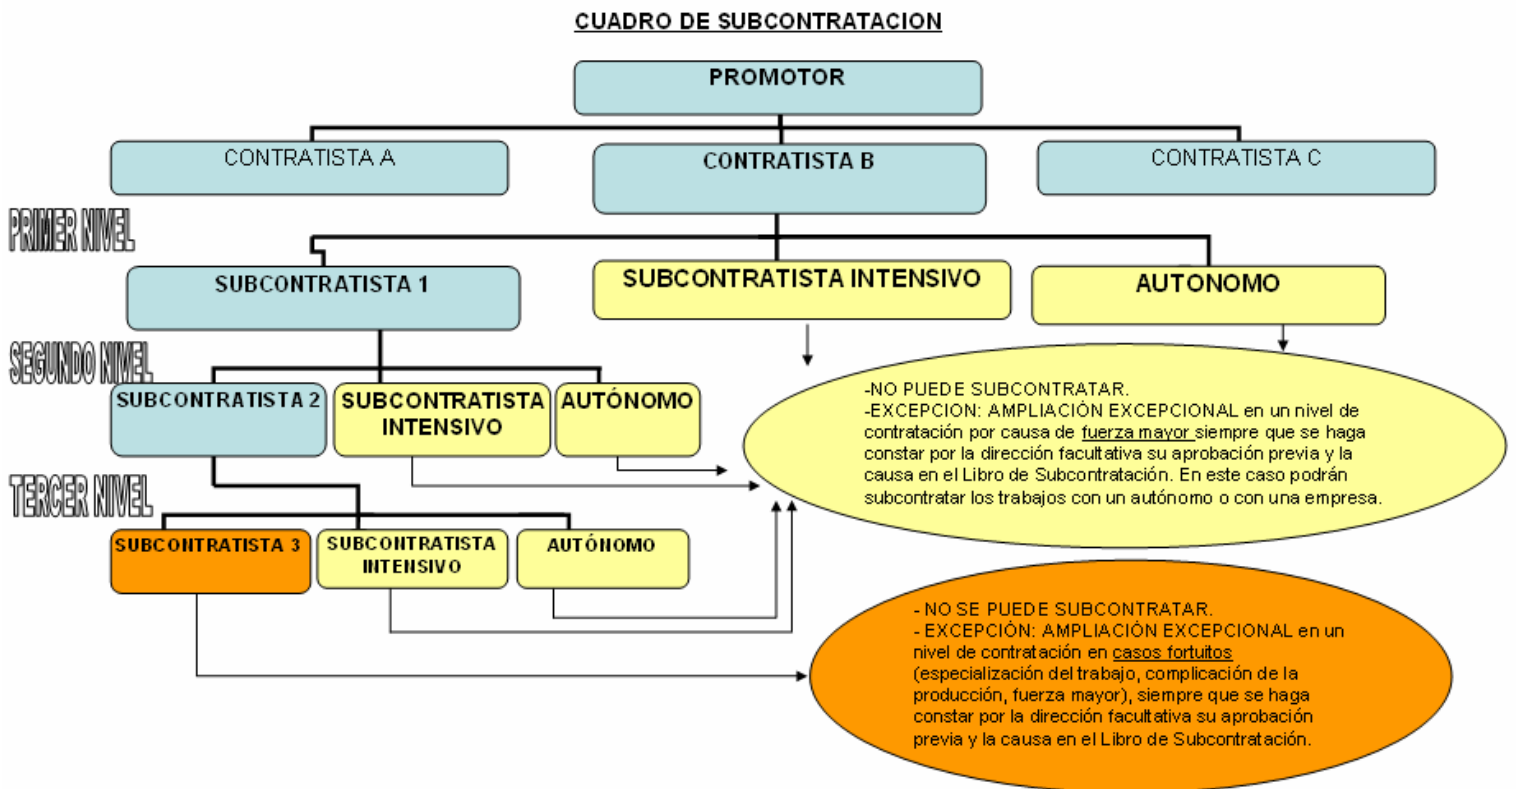 CUADRO DE SUBCONTRATACION
PROMOTOR
CONTRATISTA A
CONTRATISTA B
CONTRATISTA C
PRIMER NIVEL
SUBCONTRATISTA 1
SUBCONTRATISTA INTENSIVO
AUTONOMO
SEGUNDO NIVEL
SUBCONTRATISTA 2
SUBCONTRATISTA
INTENSIVO
AUTÓNOMO
-NO PUEDE SUBCONTRATAR.
-EXCEPCION: AMPLIACIÓN EXCEPCIONAL en un nivel de
contratación por causa de fuerza mayor siempre que se haga
constar por la dirección facultativa su aprobación previa y la
causa en el Libro de Subcontratación. En este caso podrán
subcontratar los trabajos con un autónomo o con una empresa.
TERCER NIVEL
SUBCONTRATISTA 3
SUBCONTRATISTA
INTENSIVO
AUTÓNOMO
- NO SE PUEDE SUBCONTRATAR.
- EXCEPCIÓN: AMPLIACIÓN EXCEPCIONAL en un
nivel de contratación en casos fortuitos
(especialización del trabajo, complicación de la
producción, fuerza mayor), siempre que se haga
constar por la dirección facultativa su aprobación
previa y la causa en el Libro de Subcontratación.